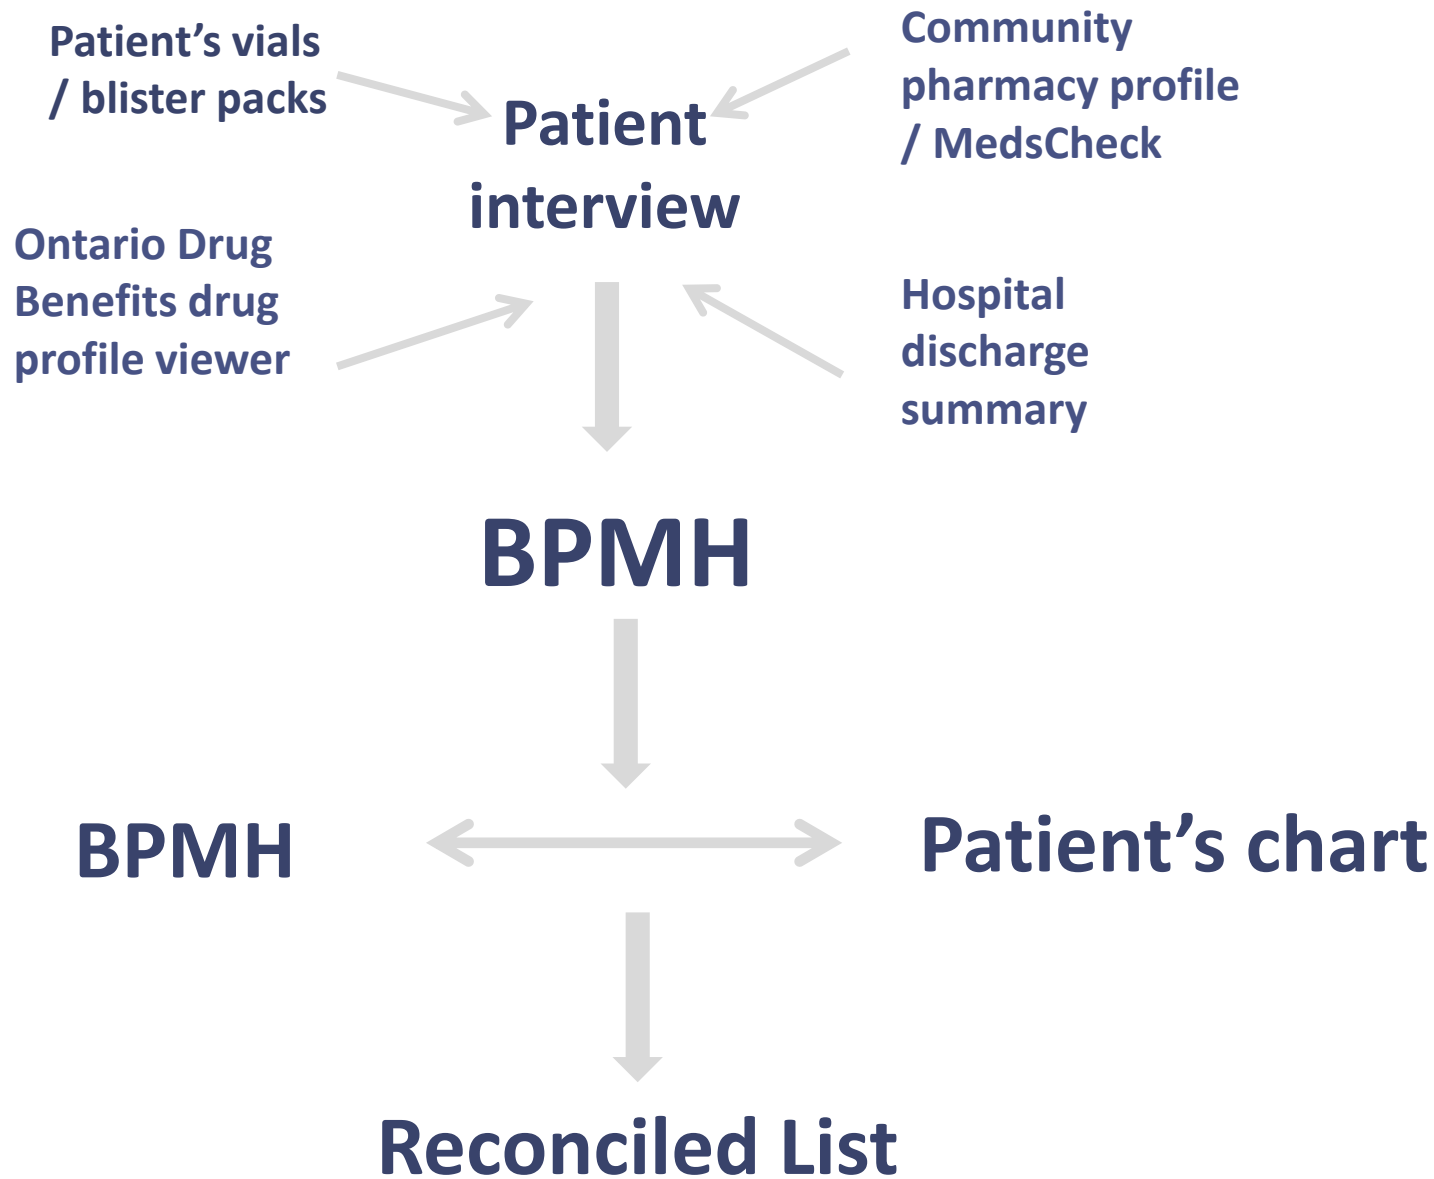 Patient’s vials
/ blister packs
Community
pharmacy profile
/ MedsCheck
Patient
interview
Ontario Drug
Benefits drug
profile viewer
Hospital
discharge
summary
BPMH
BPMH
Patient’s chart
Reconciled List